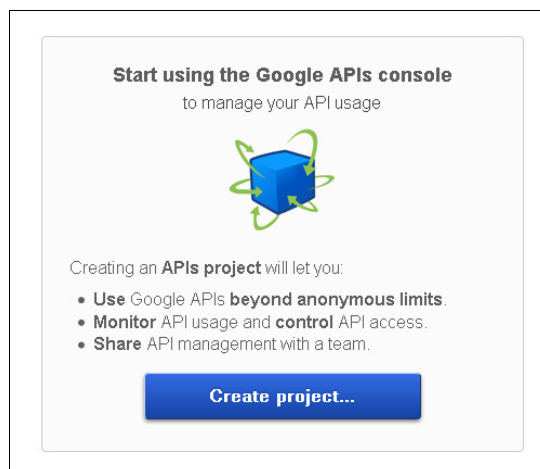 Start using the Google APIs console
to manage your API usage
Creating an APIs project will let you:
• Use Google APIs beyond anonymous limits.
• Monitor API usage and control API access.
• Share API management with a team.
Create project...